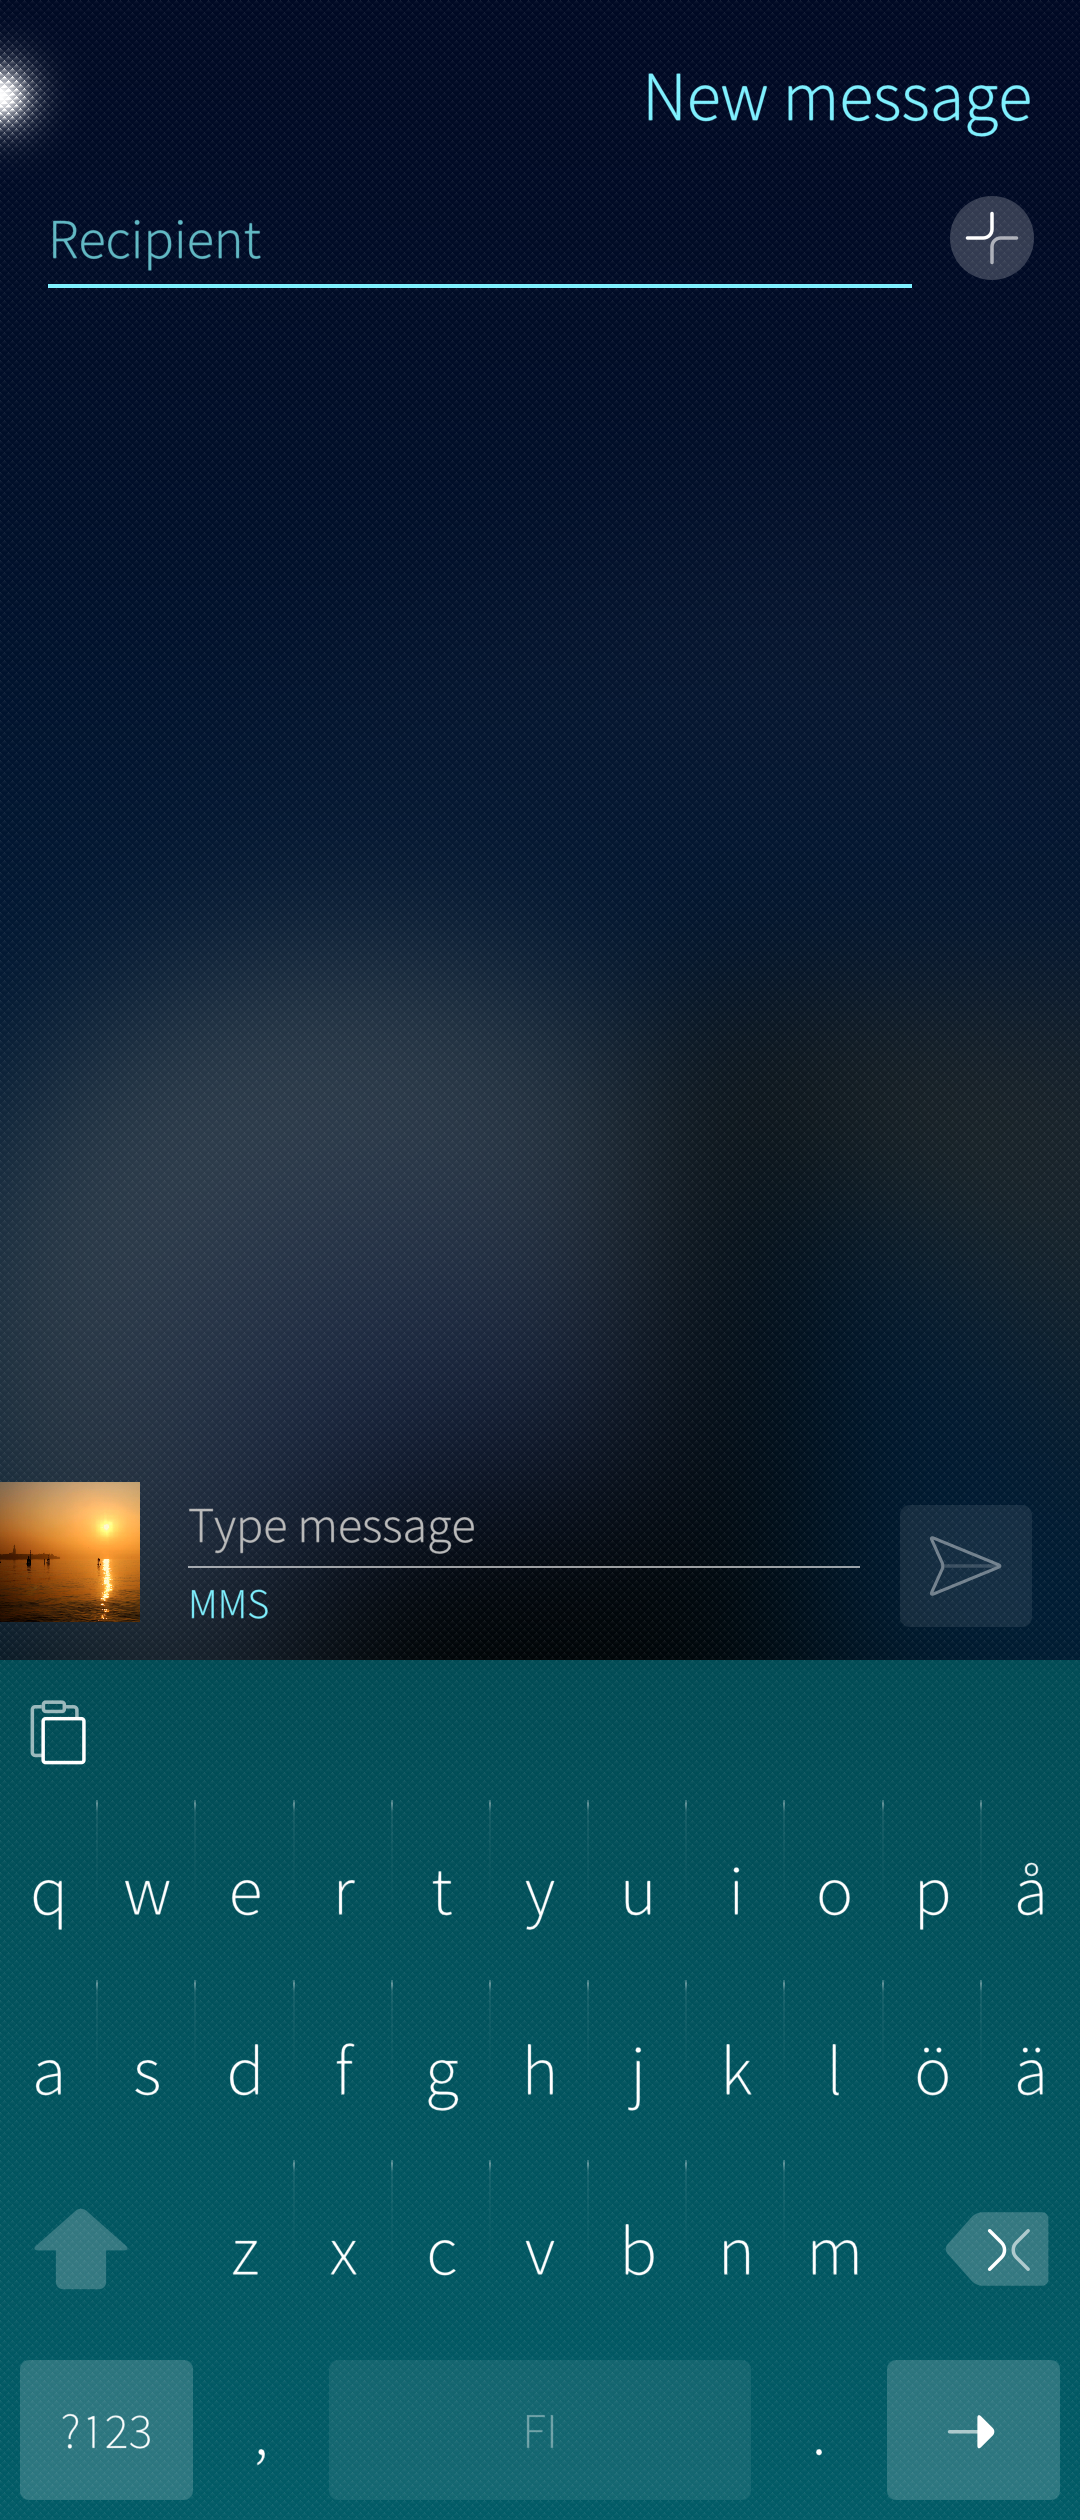 New message
Recipient
Type message
MMS
q w e r t y u i o p å
a s d f g h j k l ö ä
z x c v b n m
?123 , FI .